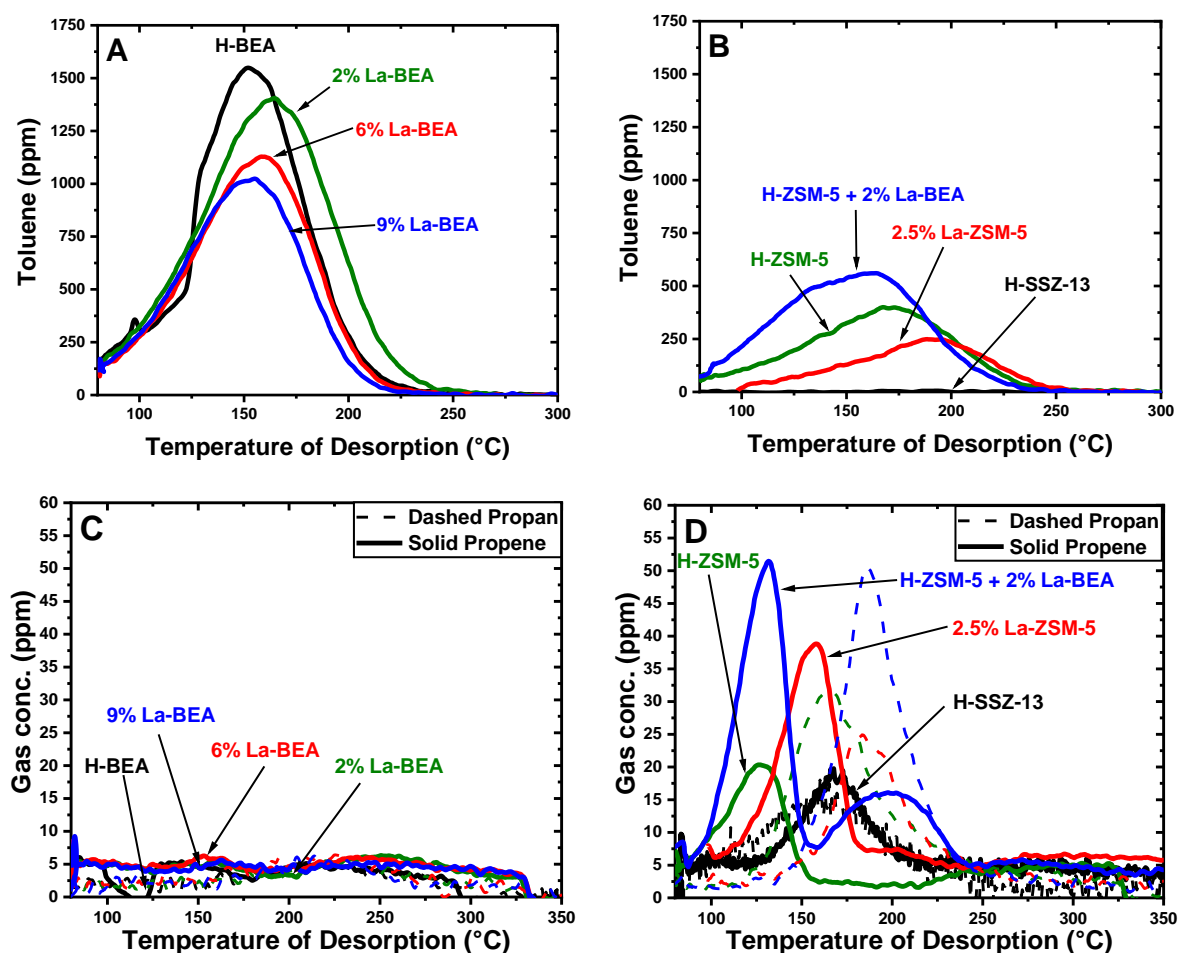 A
H-BEA
2% La-BEA
6% La-BEA
9% La-BEA
1750
1500
1250
1000
750
500
250
0
Toluene (ppm)
100 150 200 250 300
Temperature of Desorption (°C)
B
H-ZSM-5 + 2% La-BEA
2.5% La-ZSM-5
H-ZSM-5
H-SSZ-13
1750
1500
1250
1000
750
500
250
0
Toluene (ppm)
100 150 200 250 300
Temperature of Desorption (°C)
C
Dashed Propan
Solid Propene
9% La-BEA
6% La-BEA
H-BEA
2% La-BEA
60
55
50
45
40
35
30
25
20
15
10
5
0
Gas conc. (ppm)
100 150 200 250 300 350
Temperature of Desorption (°C)
D
Dashed Propan
Solid Propene
H-ZSM-5
H-ZSM-5 + 2% La-BEA
2.5% La-ZSM-5
H-SSZ-13
60
55
50
45
40
35
30
25
20
15
10
5
0
Gas conc. (ppm)
100 150 200 250 300 350
Temperature of Desorption (°C)